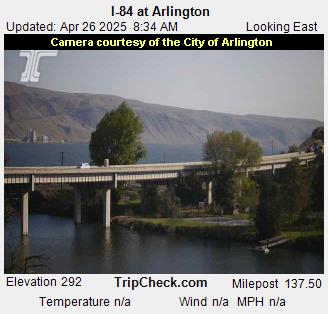 I-84 at Arlington
Updated: Apr 26 2025 8:34 AM Looking East
Camera courtesy of the City of Arlington
Elevation 292 TripCheck.com Milepost 137.50
Temperature n/a Wind n/a MPH n/a